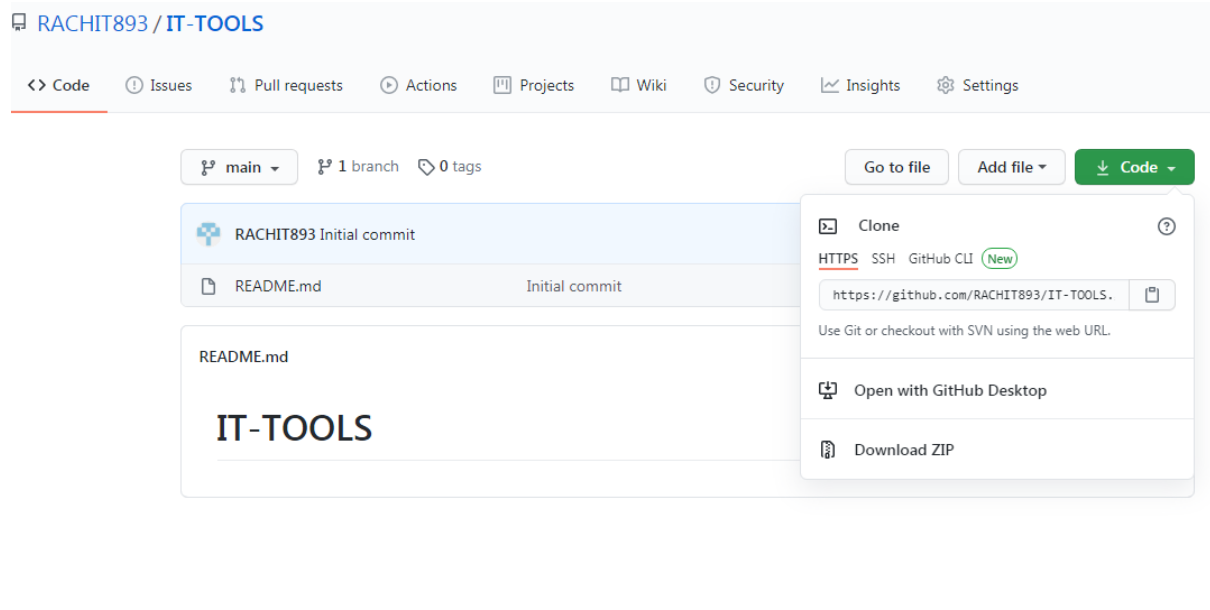 RACHIT893 / IT-TOOLS
Code Issues Pull requests Actions Projects Wiki Security Insights Settings
main 1 branch 0 tags Go to file Add file Code
RACHIT893 Initial commit
README.md Initial commit
Clone
HTTPS SSH GitHub CLI New
https://github.com/RACHIT893/IT-TOOLS.
Use Git or checkout with SVN using the web URL.
Open with GitHub Desktop
Download ZIP
README.md
IT-TOOLS